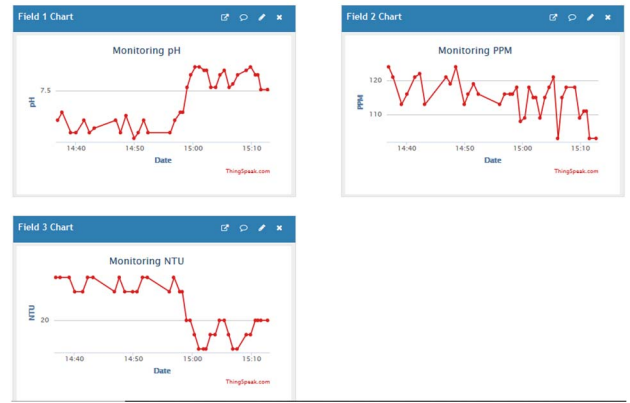 Field 1 Chart
Monitoring pH
7.5
pH
14:40 14:50 15:00 15:10
Date
ThingSpeak.com
Field 2 Chart
Monitoring PPM
120
110
PPM
14:40 14:50 15:00 15:10
Date
ThingSpeak.com
Field 3 Chart
Monitoring NTU
20
NTU
14:40 14:50 15:00 15:10
Date
ThingSpeak.com